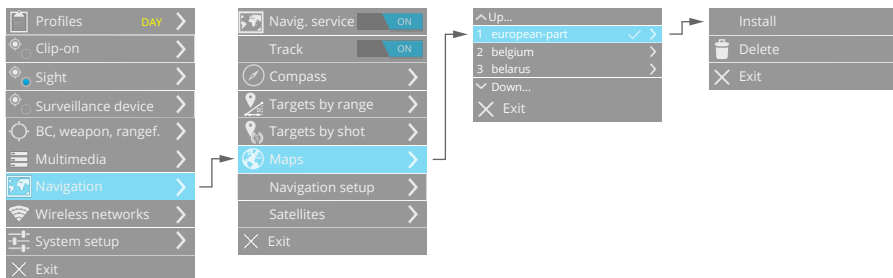 Profiles DAY
Clip-on
Sight
Surveillance device
BC, weapon, rangef.
Multimedia
Navigation
Wireless networks
System setup
Exit
Navig. service ON
Track ON
Compass
Targets by range
Targets by shot
Maps
Navigation setup
Satellites
Exit
Up...
1 european-part
2 belgium
3 belarus
Down...
Exit
Install
Delete
Exit